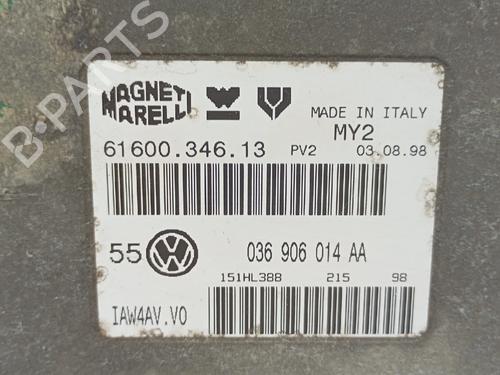 B-PARTS
MAGNETI
MARELLI
MADE IN ITALY
MY2
61600.346.13 PV2 03.08.98
55 036 906 014 AA
151HL388 215 98
IAW4AV.V0